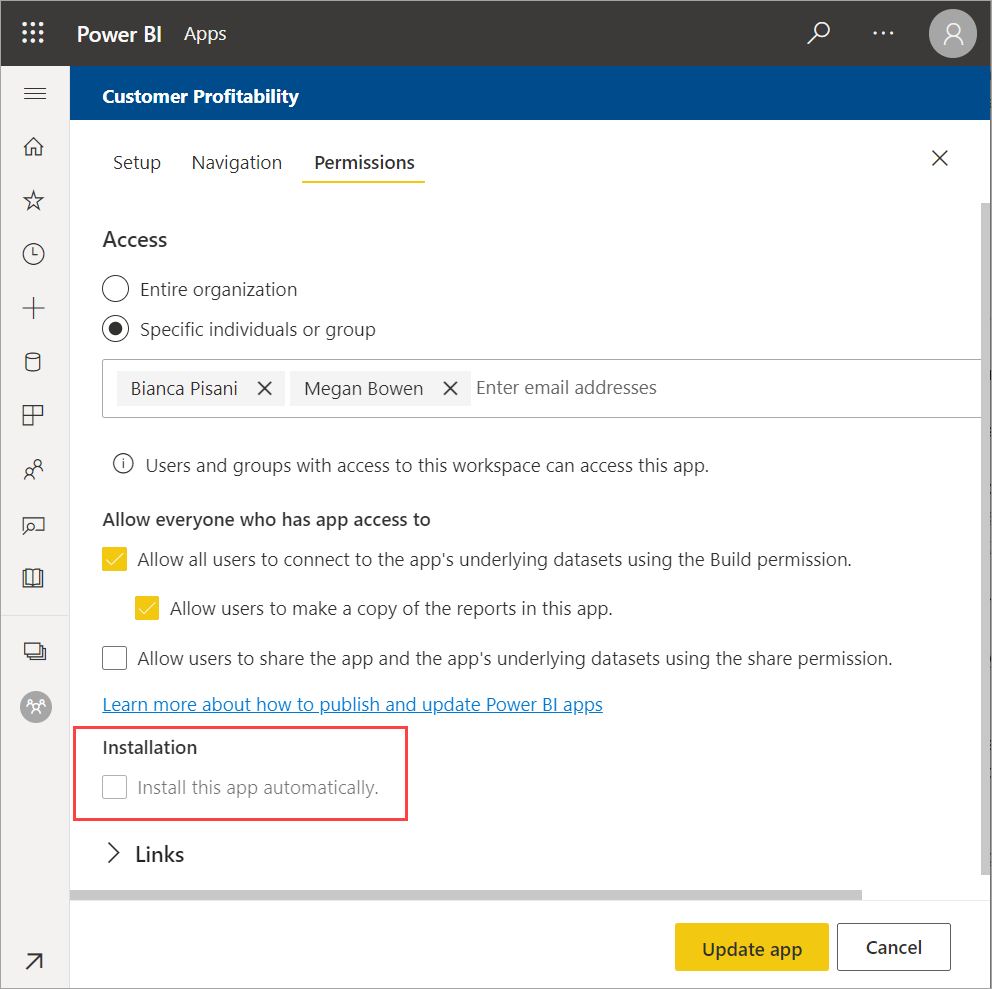 Power BI Apps
Customer Profitability
Setup Navigation Permissions
Access
Entire organization
Specific individuals or group
Bianca Pisani Megan Bowen Enter email addresses
Users and groups with access to this workspace can access this app.
Allow everyone who has app access to
Allow all users to connect to the app's underlying datasets using the Build permission.
Allow users to make a copy of the reports in this app.
Allow users to share the app and the app's underlying datasets using the share permission.
Learn more about how to publish and update Power BI apps
Installation
Install this app automatically.
Links
Update app Cancel